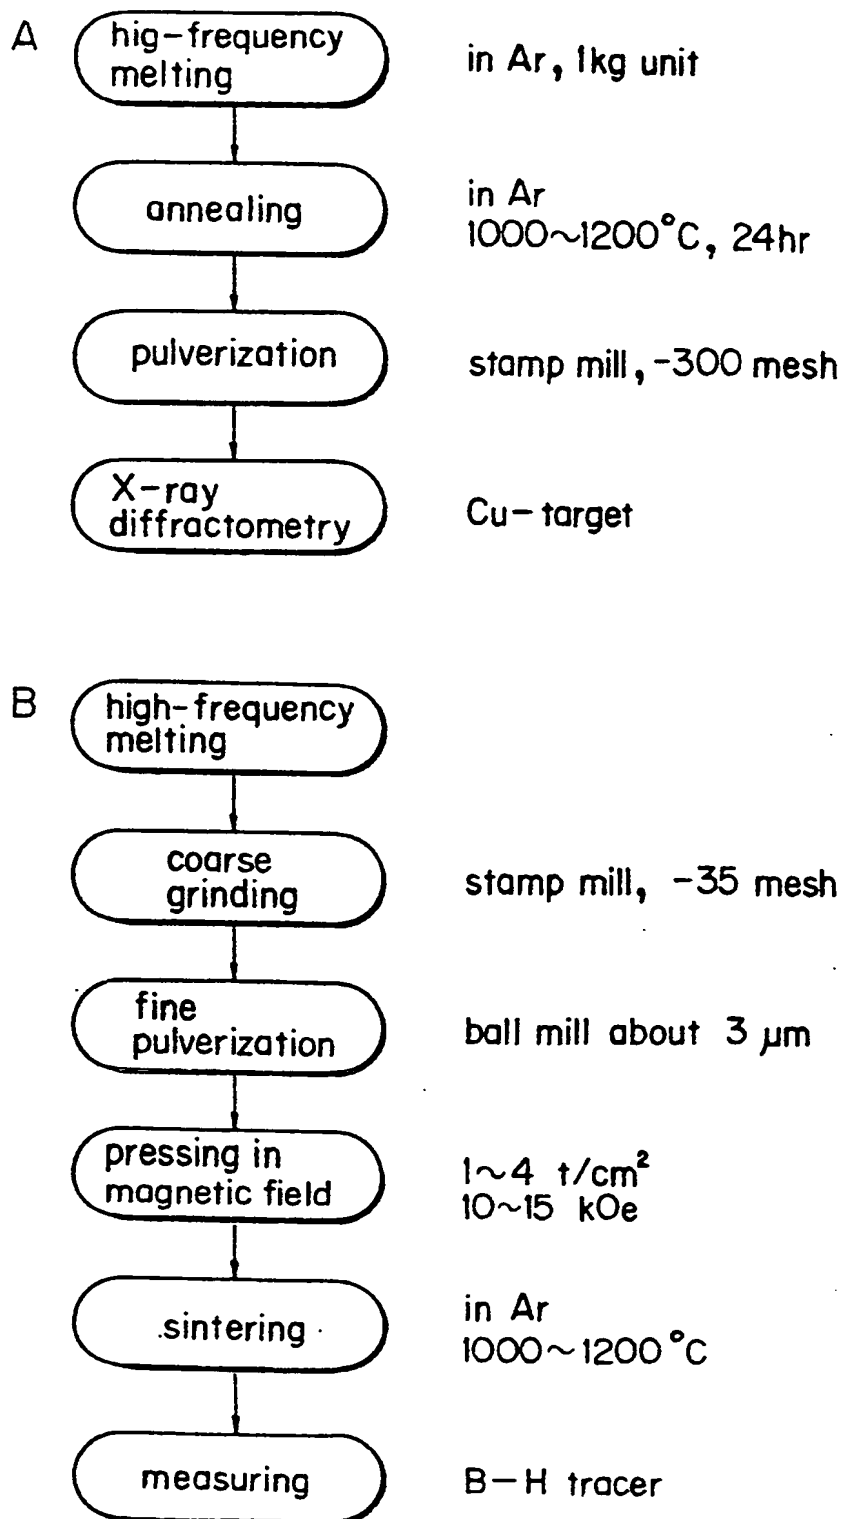 A
hig-frequency
melting
in Ar, 1kg unit
annealing
in Ar
1000~1200°C, 24hr
pulverization
stamp mill, -300 mesh
X-ray
diffractometry
Cu-target
B
high-frequency
melting
coarse
grinding
stamp mill, -35 mesh
fine
pulverization
ball mill about 3 μm
pressing in
magnetic field
1~4 t/cm²
10~15 kOe
sintering
in Ar
1000~1200°C
measuring
B-H tracer